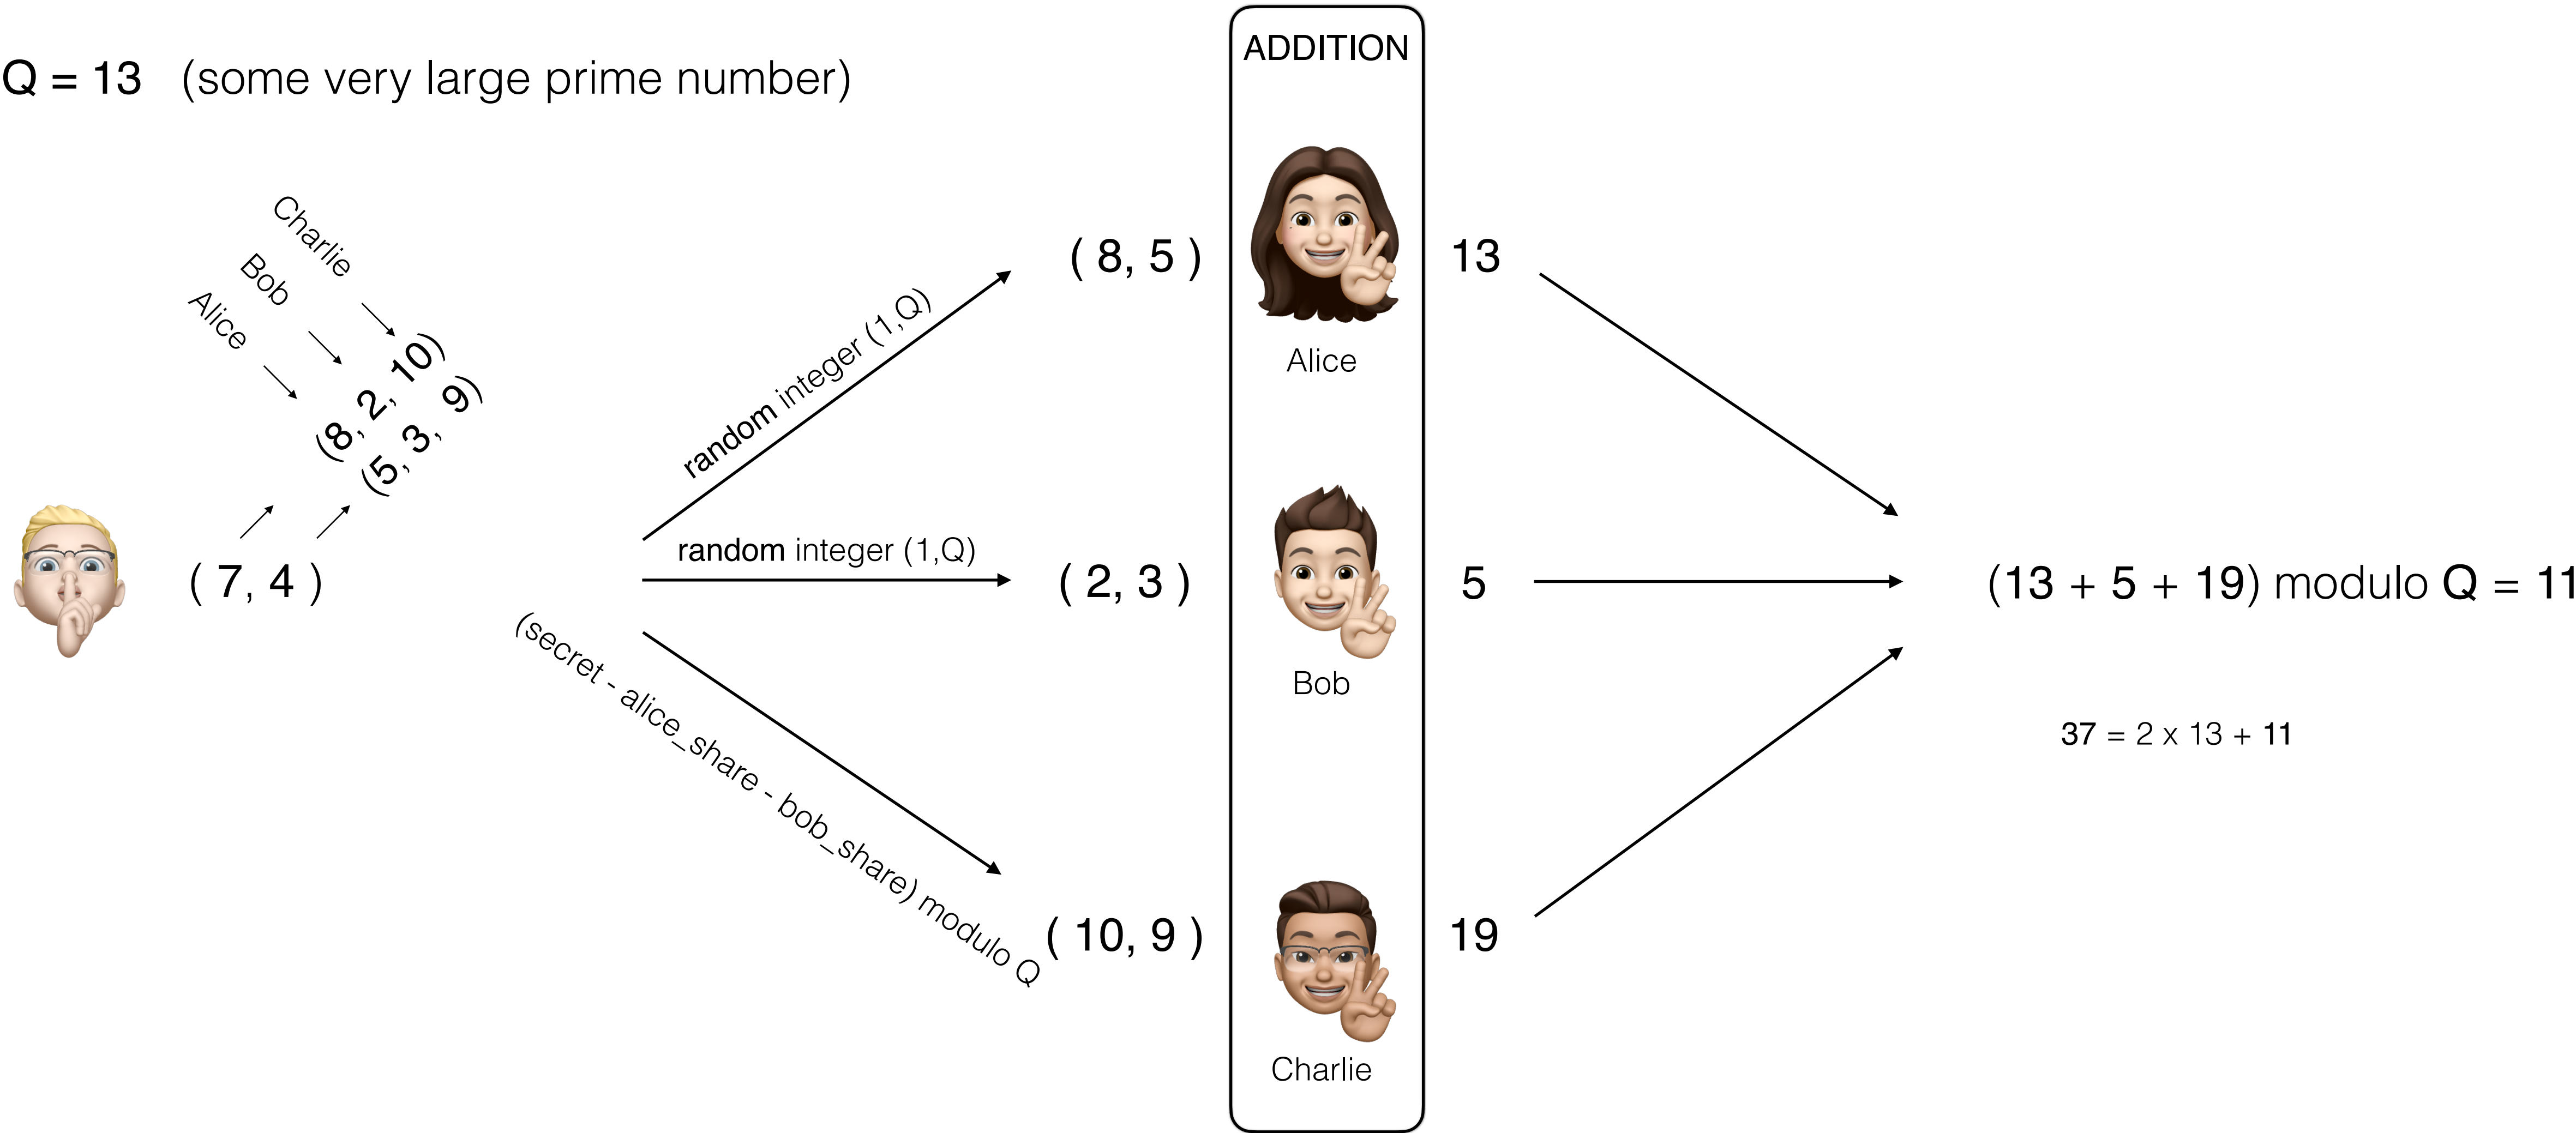 ADDITION
Q = 13 (some very large prime number)
Charlie
Bob
Alice
(8, 2, 10)
(5, 3, 9)
( 7, 4 )
random integer (1,Q)
random integer (1,Q)
(secret - alice_share - bob_share) modulo Q
( 8, 5 )
13
Alice
( 2, 3 )
5
Bob
( 10, 9 )
19
Charlie
(13 + 5 + 19) modulo Q = 11
37 = 2 x 13 + 11